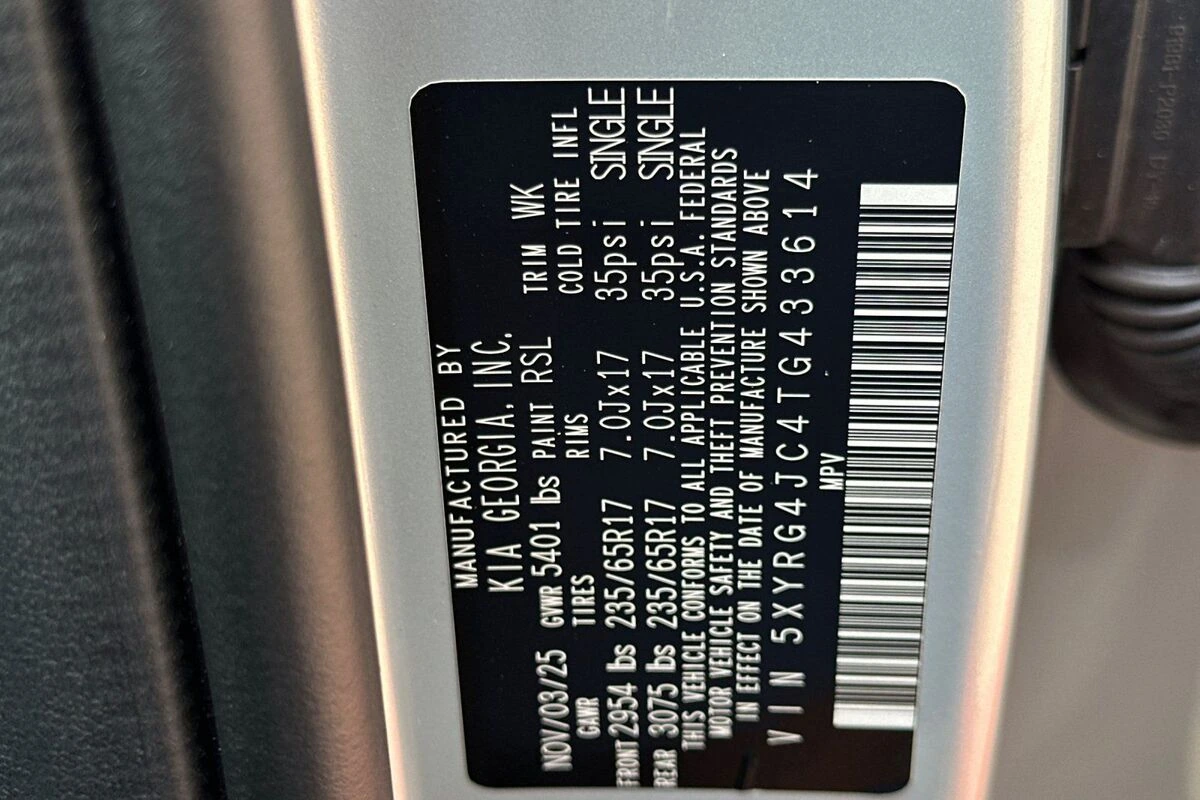 MANUFACTURED BY
KIA GEORGIA, INC.
NOV/03/25 GVWR 5401 lbs PAINT RSL TRIM WK
GAWR TIRES RIMS COLD TIRE INFL
FRONT 2954 lbs 235/65R17 7.0Jx17 35psi SINGLE
REAR 3075 lbs 235/65R17 7.0Jx17 35psi SINGLE
THIS VEHICLE CONFORMS TO ALL APPLICABLE U.S.A. FEDERAL
MOTOR VEHICLE SAFETY AND THEFT PREVENTION STANDARDS
IN EFFECT ON THE DATE OF MANUFACTURE SHOWN ABOVE
VIN 5XYRG4JC4TG433614
MPV